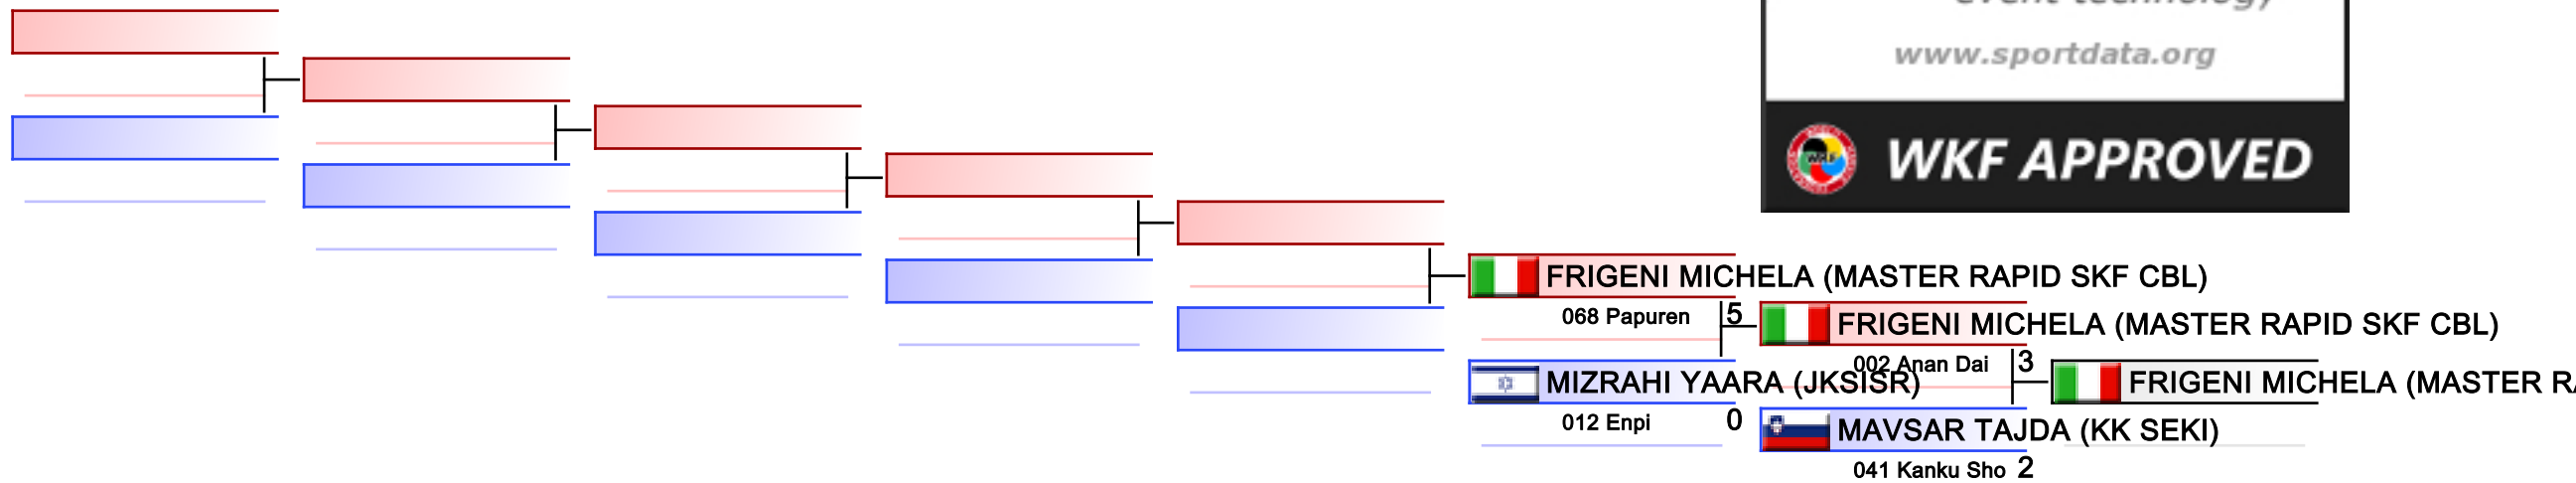 event technology
www.sportdata.org
WKF APPROVED
FRIGENI MICHELA (MASTER RAPID SKF CBL)
068 Papuren 5
FRIGENI MICHELA (MASTER RAPID SKF CBL)
002 Anan Dai 3
MIZRAHI YAARA (JKSISR)
FRIGENI MICHELA (MASTER
012 Enpi 0
MAVSAR TAJDA (KK SEKI)
041 Kanku Sho 2